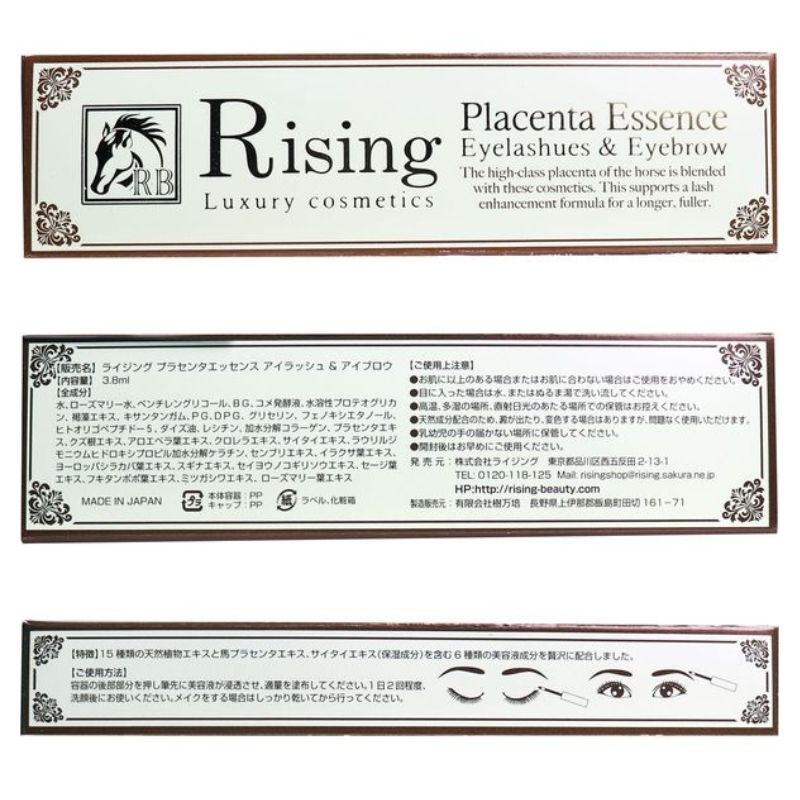 RB
Rising
Luxury cosmetics
Placenta Essence
Eyelashues & Eyebrow
The high-class placenta of the horse is blended
with these cosmetics. This supports a lash
enhancement formula for a longer, fuller.
【販売名】ライジング プラセンタエッセンス アイラッシュ & アイブロウ
【内容量】 3.8ml
【全成分】
水、ローズマリー水、ペンチレングリコール、BG、コメ発酵液、水溶性プロテオグリカ
ン、褐藻エキス、キサンタンガム、PG、DPG、グリセリン、フェノキシエタノール、
ヒトオリゴペプチド-5、ダイズ油、レシチン、加水分解コラーゲン、プラセンタエキ
ス、クズ根エキス、アロエベラ葉エキス、クロレラエキス、サイタイエキス、ラウリルジ
モニウムヒドロキシプロピル加水分解ケラチン、センブリエキス、イラクサ葉エキス、
ヨーロッパシラカバ葉エキス、スギナエキス、セイヨウノコギリソウエキス、セージ葉
エキス、フキタンポポ葉エキス、ミツガシワエキス、ローズマリー葉エキス
MADE IN JAPAN
プラ
本体容器：PP
キャップ：PP
紙
ラベル、化粧箱
【ご使用上注意】
●お肌に以上のある場合またはお肌に合わない場合はご使用をおやめください。
●目に入った場合は水、またはぬるま湯で洗い流してください。
●高温、多湿の場所、直射日光のあたる場所での保管はお控えください。
●天然成分配合のため、澱が出たり、変色する場合はありますが、問題なく使用いただけます。
●乳幼児の手の届かない場所に保管してください。
●開封後はお早めにご使用ください。
発 売 元 ： 株式会社ライジング 東京都品川区西五反田 2-13-1
TEL: 0120-118-125 Mail: risingshop@rising.sakura.ne.jp
HP:http://rising-beauty.com
製造販売元 ： 有限会社樹万培 長野県上伊那郡飯島町田切 161-71
【特徴】15 種類の天然植物エキスと馬プラセンタエキス、サイタイエキス(保湿成分)を含む 6 種類の美容液成分を贅沢に配合しました。
【ご使用方法】
容器の後部部分を押し筆先に美容液が浸透させ、適量を塗布してください。1日2回程度、
洗顔後にお使いください。メイクをする場合はしっかり乾いてから行ってください。